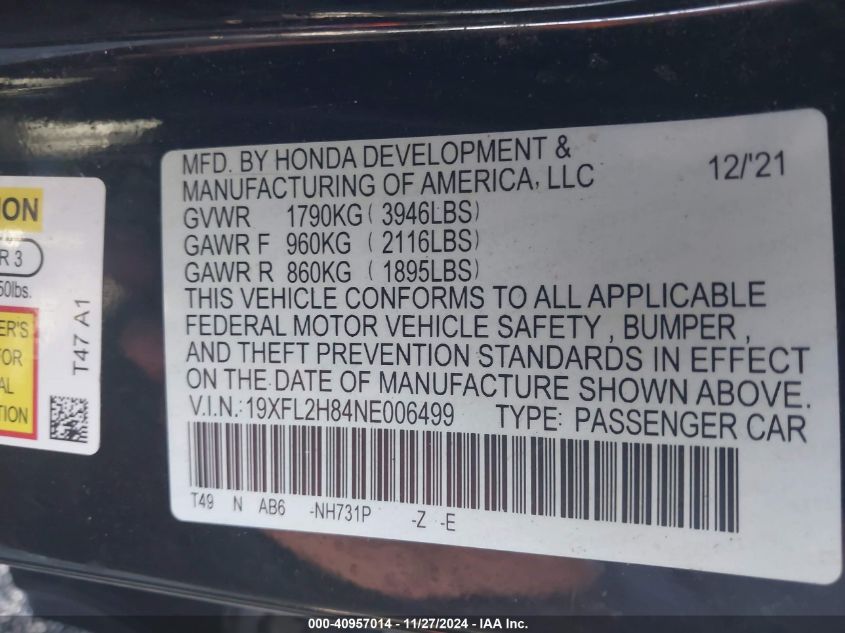 MFD. BY HONDA DEVELOPMENT &
MANUFACTURING OF AMERICA, LLC 12/'21
GVWR 1790KG ( 3946LBS)
GAWR F 960KG ( 2116LBS)
GAWR R 860KG ( 1895LBS)
THIS VEHICLE CONFORMS TO ALL APPLICABLE
FEDERAL MOTOR VEHICLE SAFETY , BUMPER ,
AND THEFT PREVENTION STANDARDS IN EFFECT
ON THE DATE OF MANUFACTURE SHOWN ABOVE.
V.I.N.:19XFL2H84NE006499 TYPE: PASSENGER CAR
T49 N AB6 -NH731P -Z -E
R 3
T47 A1
000-40957014 - 11/27/2024 - IAA Inc.